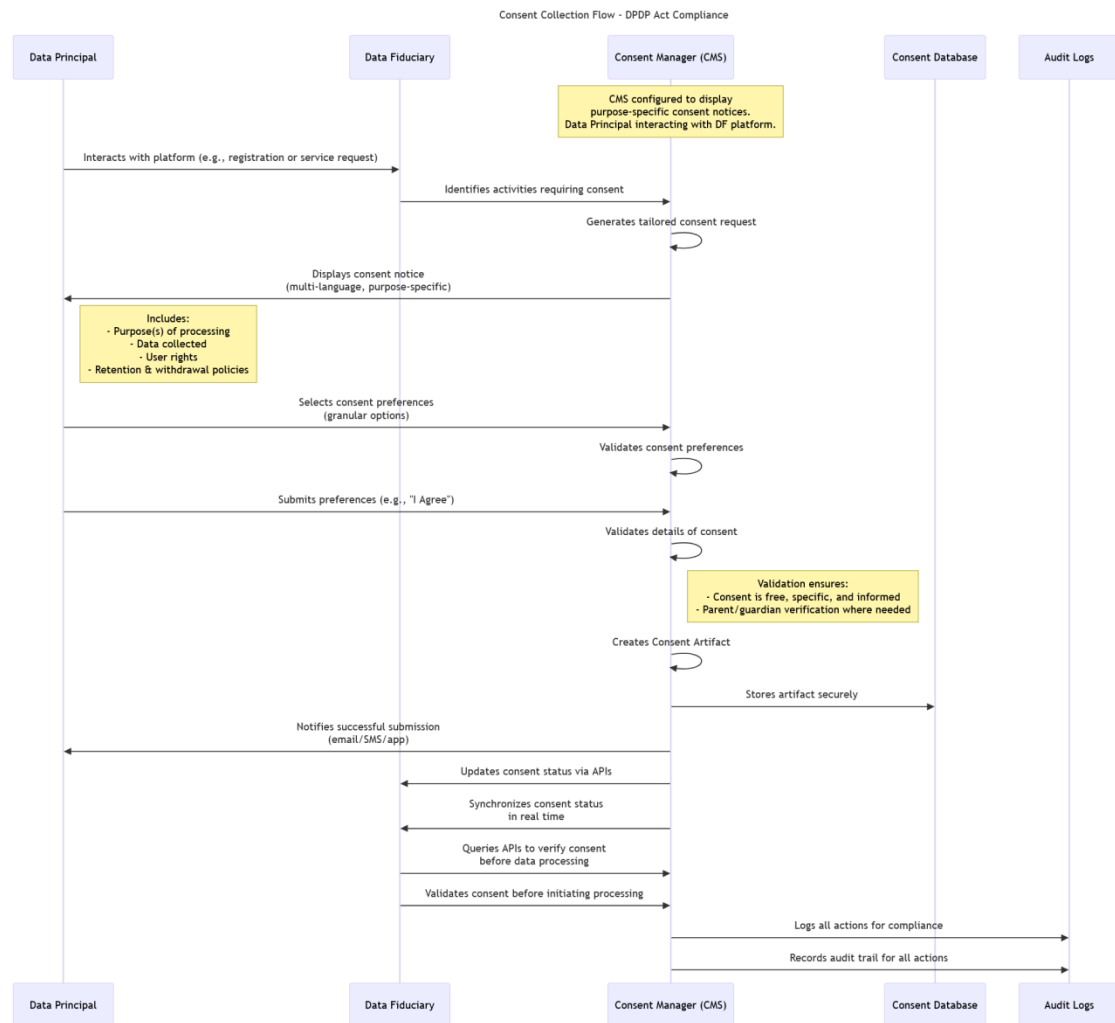 Consent Collection Flow - DPDP Act Compliance
Data Principal
Data Fiduciary
Consent Manager (CMS)
Consent Database
Audit Logs
CMS configured to display
purpose-specific consent notices.
Data Principal interacting with DF platform.
Interacts with platform (e.g., registration or service request)
Identifies activities requiring consent
Generates tailored consent request
Displays consent notice
(multi-language, purpose-specific)
Includes:
- Purpose(s) of processing
- Data collected
- User rights
- Retention & withdrawal policies
Selects consent preferences
(granular options)
Validates consent preferences
Submits preferences (e.g., "I Agree")
Validates details of consent
Validation ensures:
- Consent is free, specific, and informed
- Parent/guardian verification where needed
Creates Consent Artifact
Stores artifact securely
Notifies successful submission
(email/SMS/app)
Updates consent status via APIs
Synchronizes consent status
in real time
Queries APIs to verify consent
before data processing
Validates consent before initiating processing
Logs all actions for compliance
Records audit trail for all actions
Data Principal
Data Fiduciary
Consent Manager (CMS)
Consent Database
Audit Logs